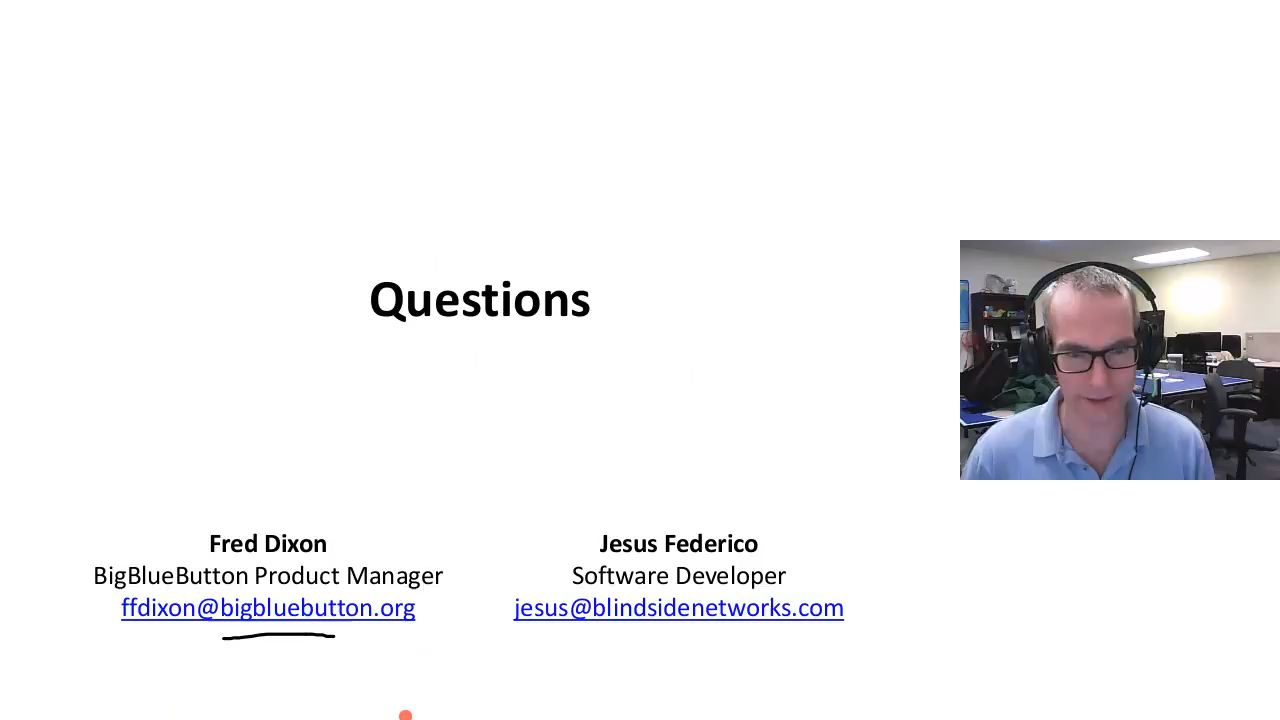 Questions
Fred Dixon
BigBlueButton Product Manager
ffdixon@bigbluebutton.org
Jesus Federico
Software Developer
jesus@blindsidenetworks.com